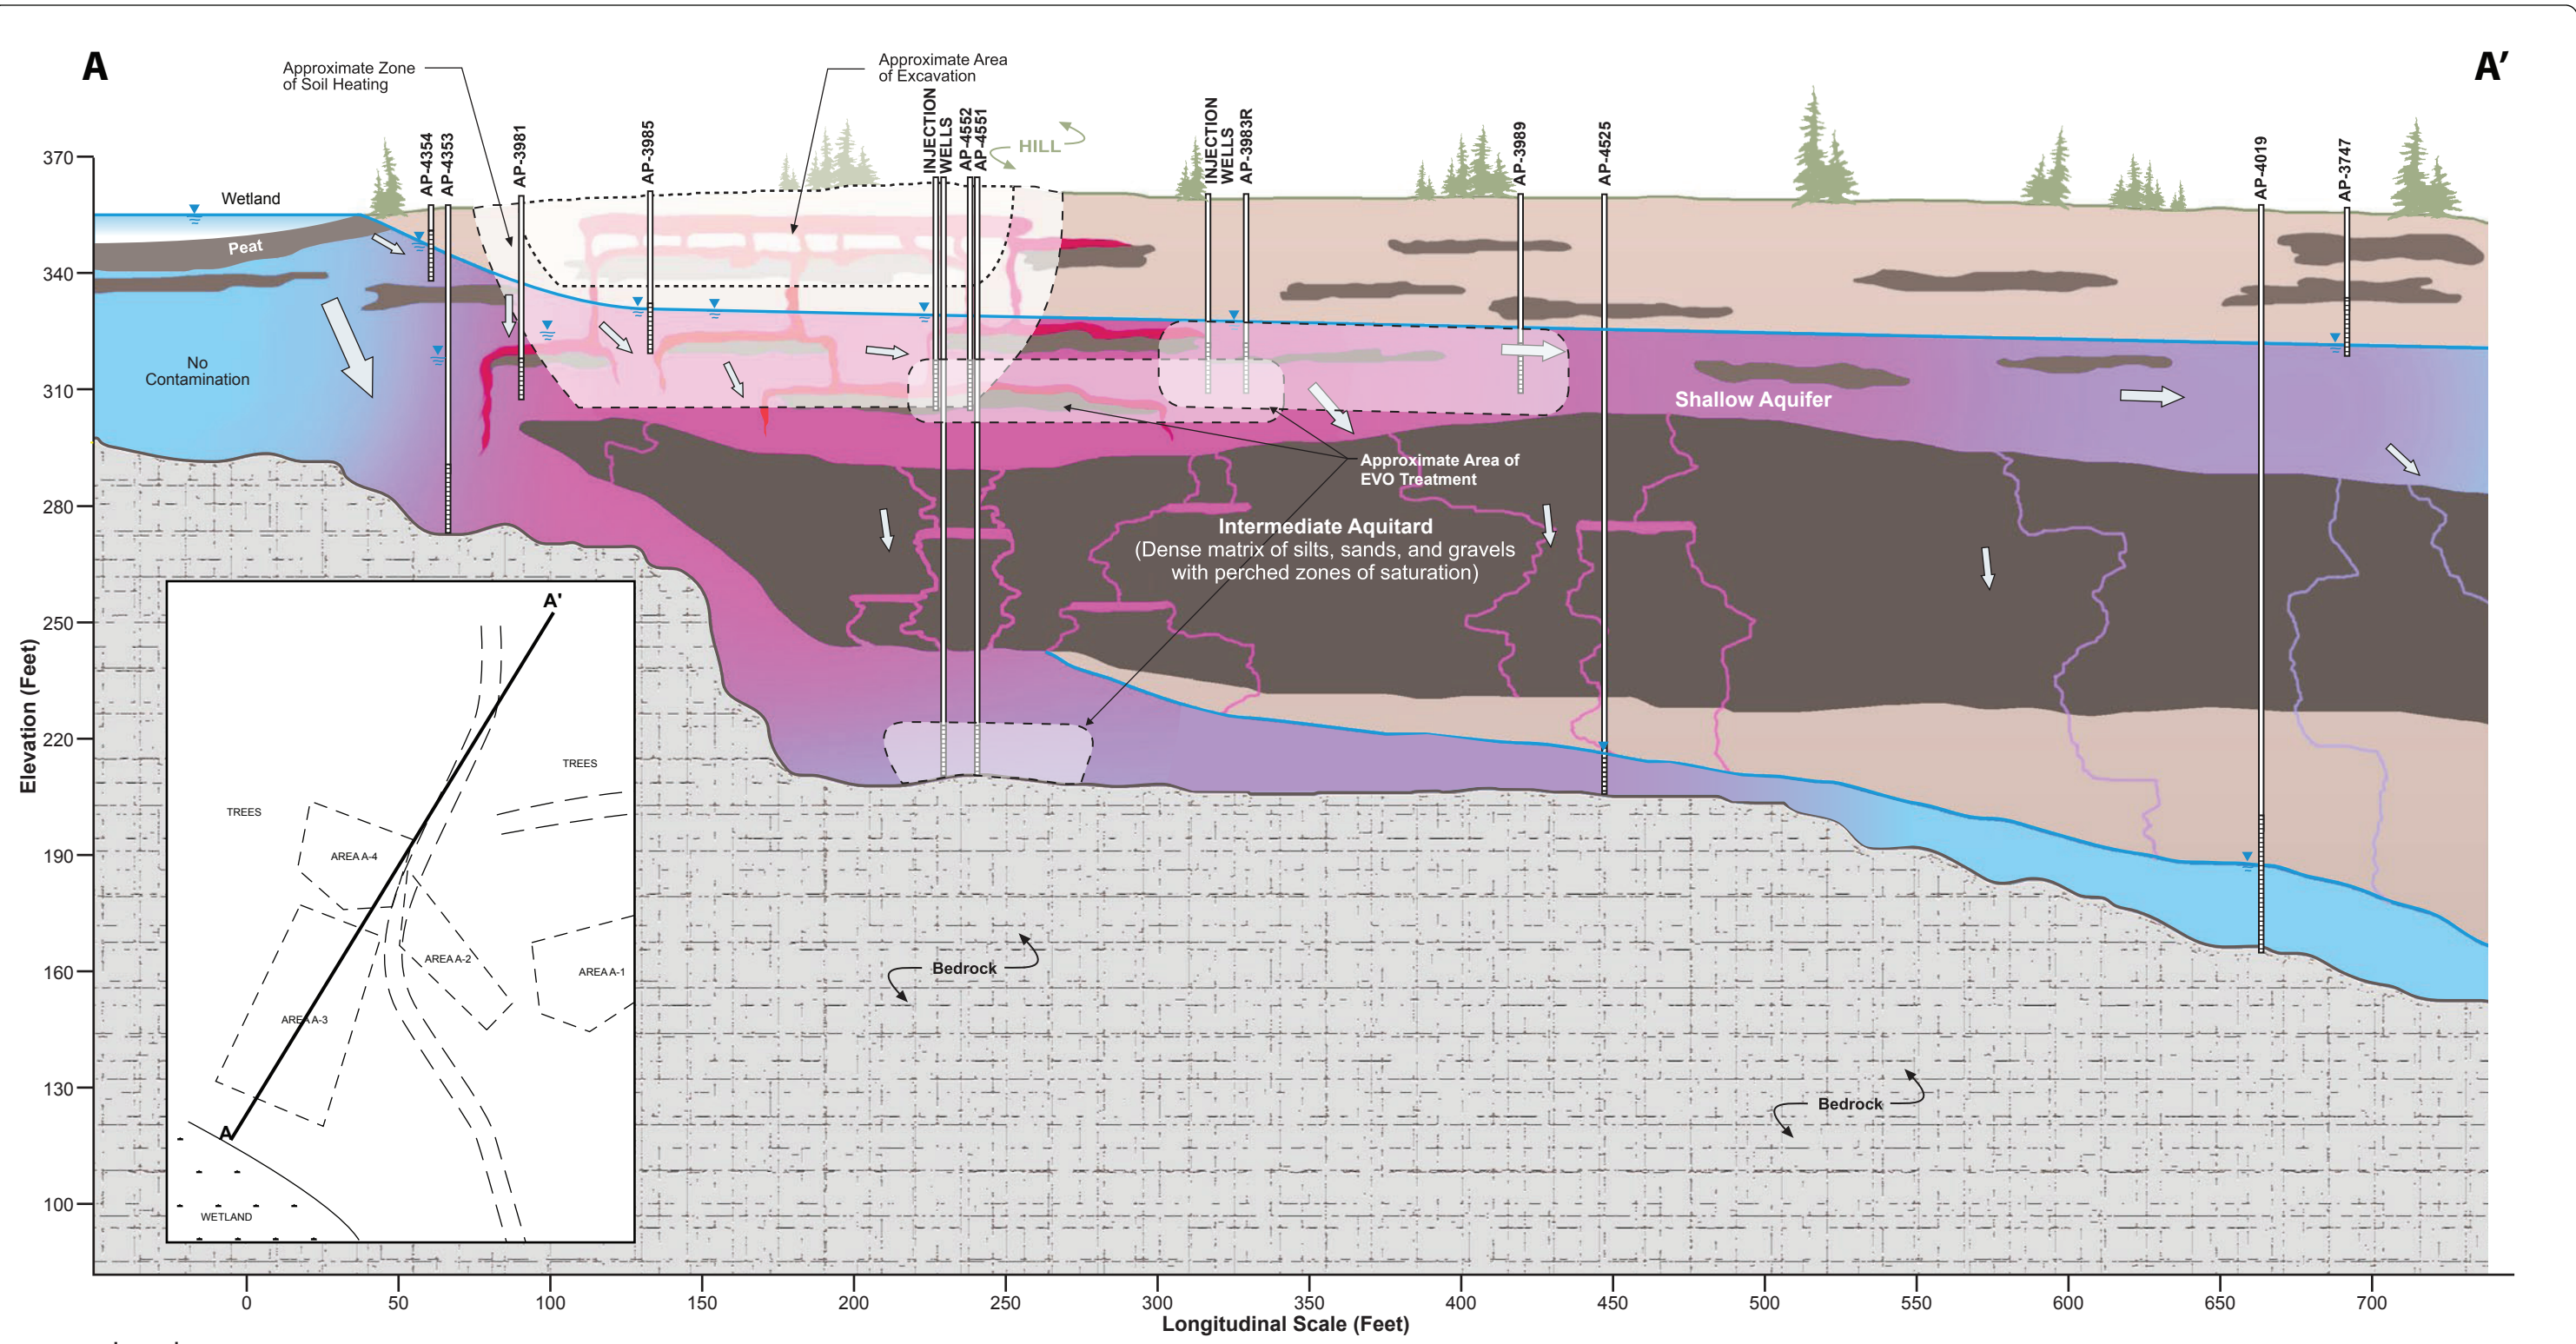 A
A′
Approximate Zone
of Soil Heating
Approximate Area
of Excavation
AP-4354
AP-4353
AP-3981
AP-3985
INJECTION
WELLS
AP-4552
AP-4551
HILL
INJECTION
WELLS
AP-3983R
AP-3989
AP-4525
AP-4019
AP-3747
Wetland
Peat
No
Contamination
Shallow Aquifer
Approximate Area of
EVO Treatment
Intermediate Aquitard
(Dense matrix of silts, sands, and gravels
with perched zones of saturation)
Bedrock
Bedrock
Elevation (Feet)
370
340
310
280
250
220
190
160
130
100
A'
TREES
TREES
AREA A-4
AREA A-2
AREA A-1
AREA A-3
A
WETLAND
0
50
100
150
200
250
300
350
400
450
500
550
600
650
700
Longitudinal Scale (Feet)